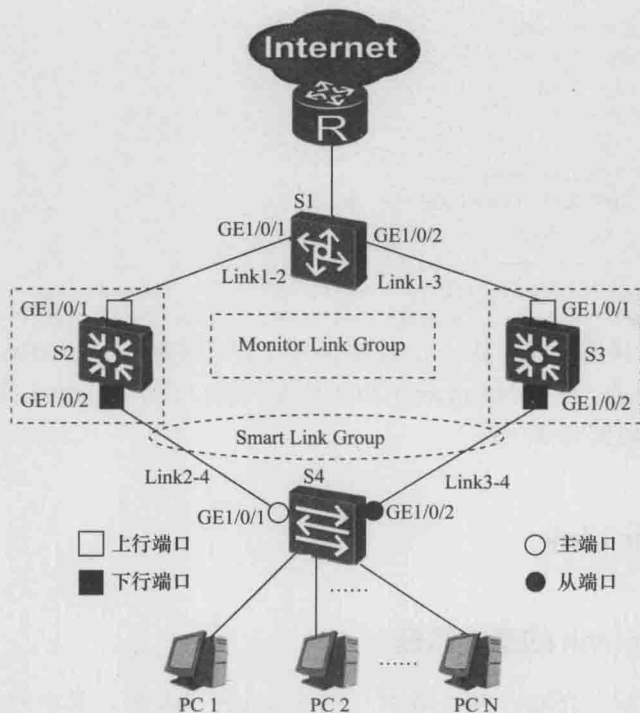 Internet
R
S1
GE1/0/1
GE1/0/2
Link1-2
Link1-3
GE1/0/1
GE1/0/1
S2
Monitor Link Group
S3
GE1/0/2
GE1/0/2
Smart Link Group
Link2-4
S4
Link3-4
GE1/0/1
GE1/0/2
上行端口
主端口
下行端口
......
从端口
......
PC 1
PC 2
PC N